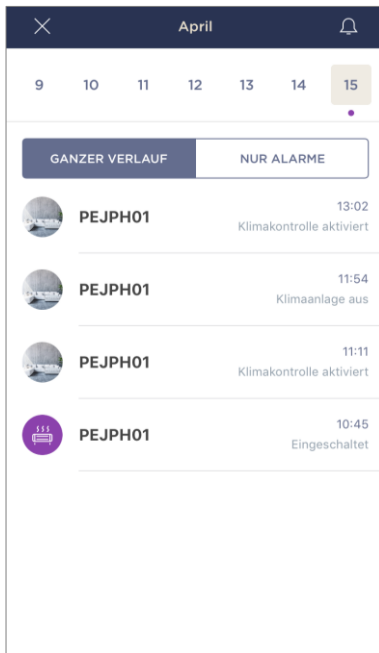 April
9 10 11 12 13 14 15
GANZER VERLAUF NUR ALARME
13:02
PEJPH01
Klimakontrolle aktiviert
11:54
PEJPH01
Klimaanlage aus
11:11
PEJPH01
Klimakontrolle aktiviert
10:45
PEJPH01
Eingeschaltet